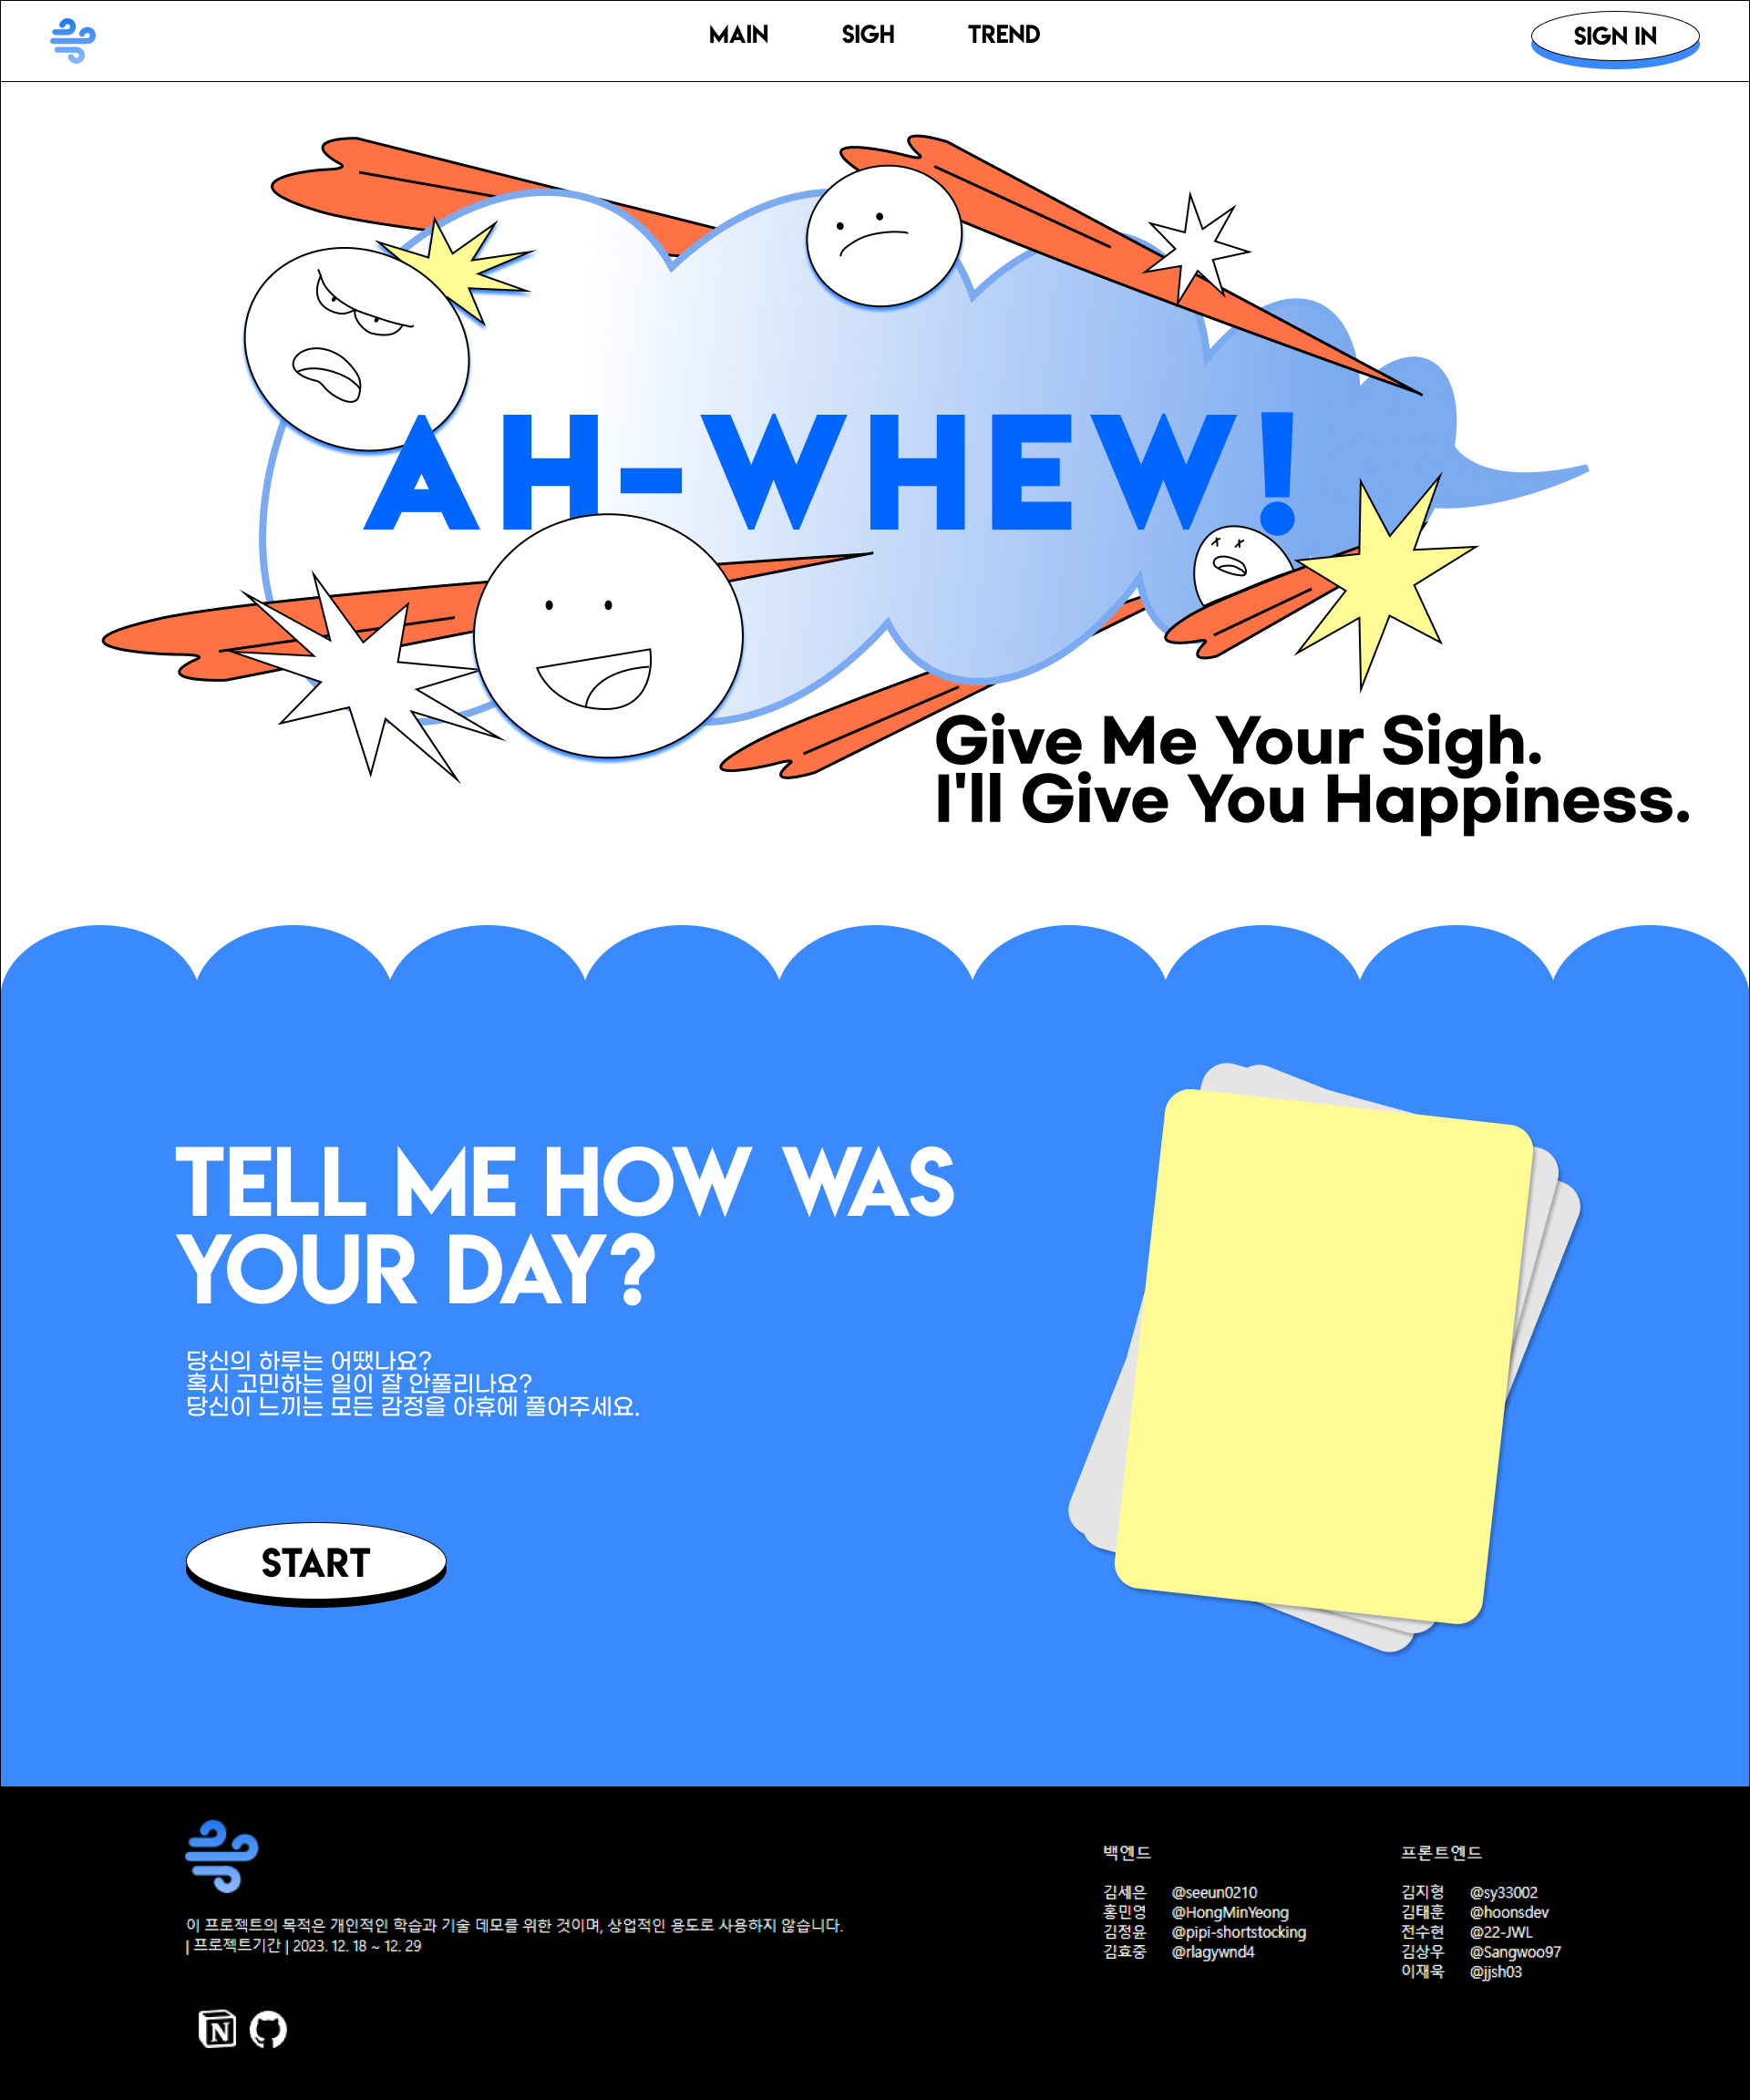 MAIN SIGH TREND SIGN IN
AH-WHEW!
Give Me Your Sigh.
I'll Give You Happiness.
TELL ME HOW WAS
YOUR DAY?
당신의 하루는 어땠나요?
혹시 고민하는 일이 잘 안풀리나요?
당신이 느끼는 모든 감정을 아휴에 풀어주세요.
START
이 프로젝트의 목적은 개인적인 학습과 기술 데모를 위한 것이며, 상업적인 용도로 사용하지 않습니다.
| 프로젝트기간 | 2023. 12. 18 ~ 12. 29
N
백엔드
김세은 @seeun0210
홍민영 @HongMinYeong
김정윤 @pipi-shortstocking
김효중 @rlagywnd4
프론트엔드
김지형 @sy33002
김태훈 @hoonsdev
전수현 @22-JWL
김상우 @Sangwoo97
이재욱 @jjsh03